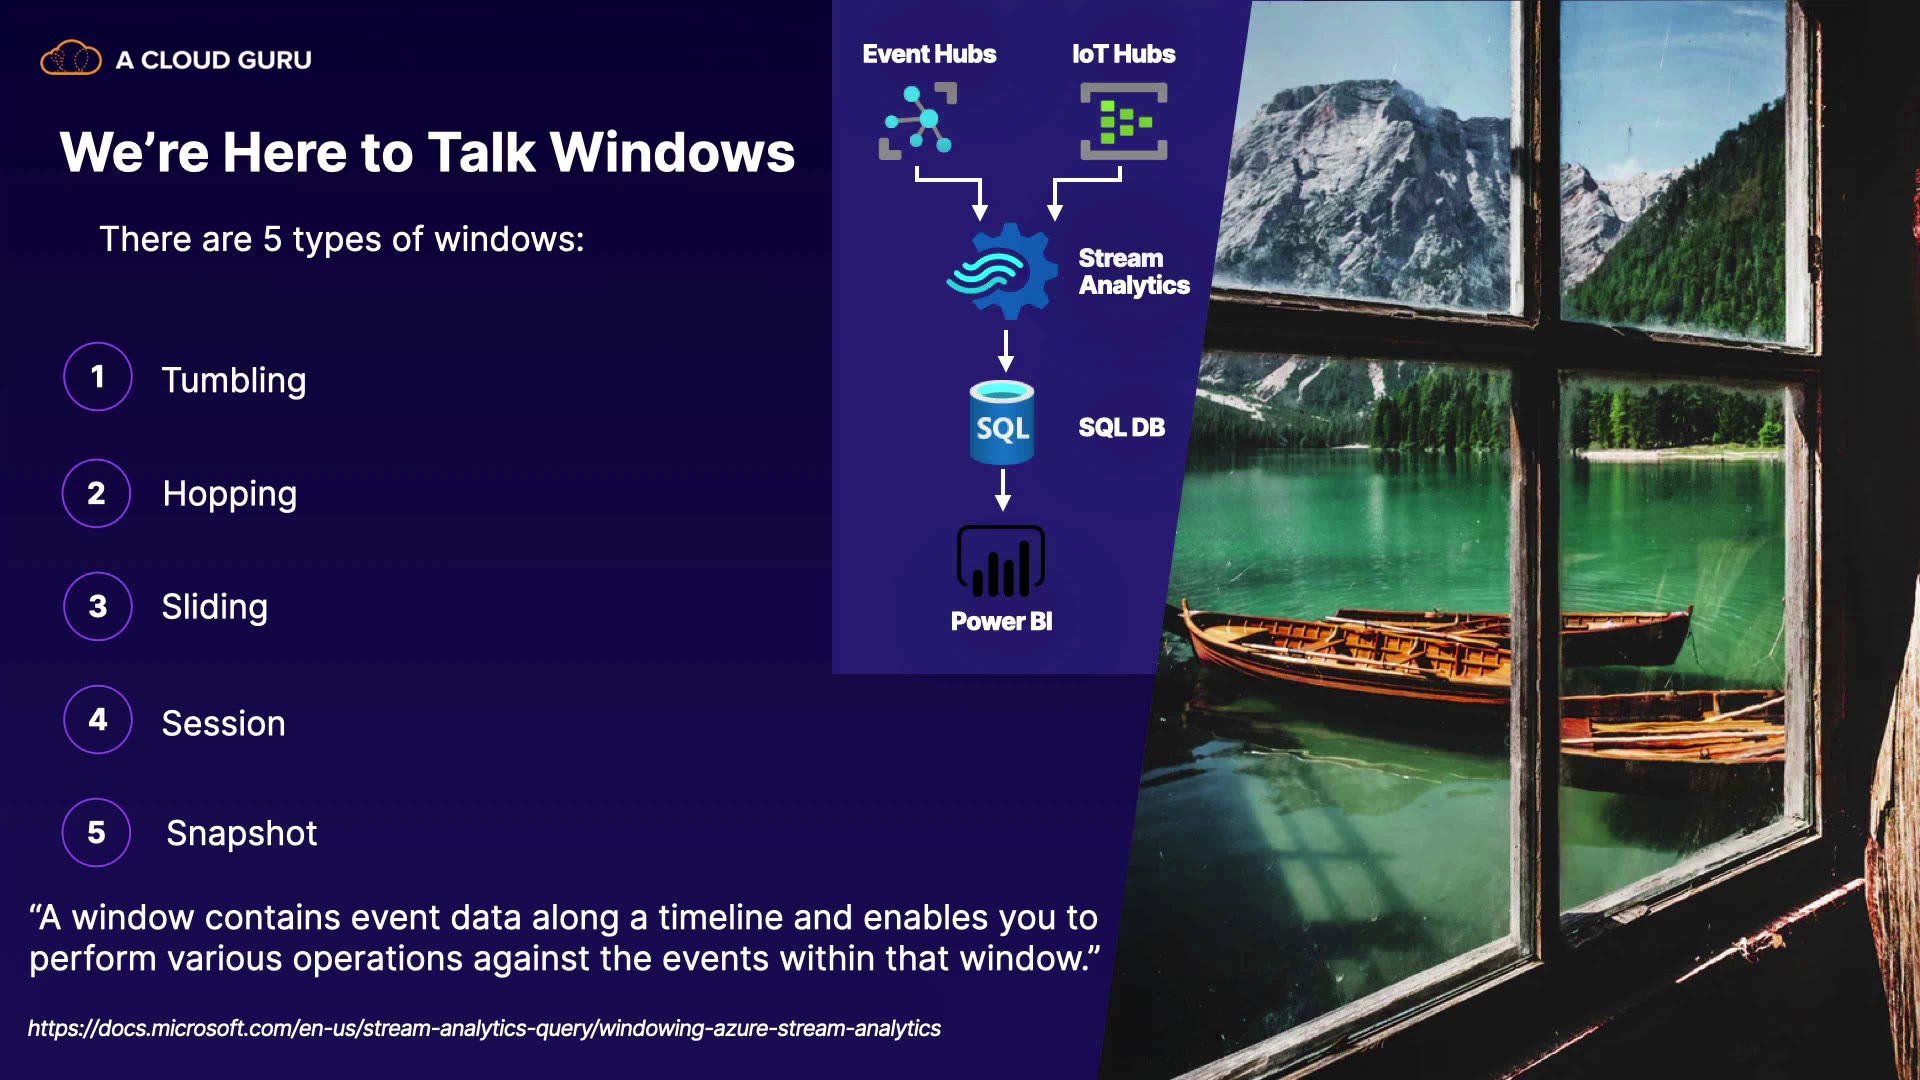 A CLOUD GURU
We’re Here to Talk Windows
There are 5 types of windows:
1 Tumbling
2 Hopping
3 Sliding
4 Session
5 Snapshot
“A window contains event data along a timeline and enables you to
perform various operations against the events within that window.”
https://docs.microsoft.com/en-us/stream-analytics-query/windowing-azure-stream-analytics
Event Hubs
IoT Hubs
Stream
Analytics
SQL
SQL DB
Power BI